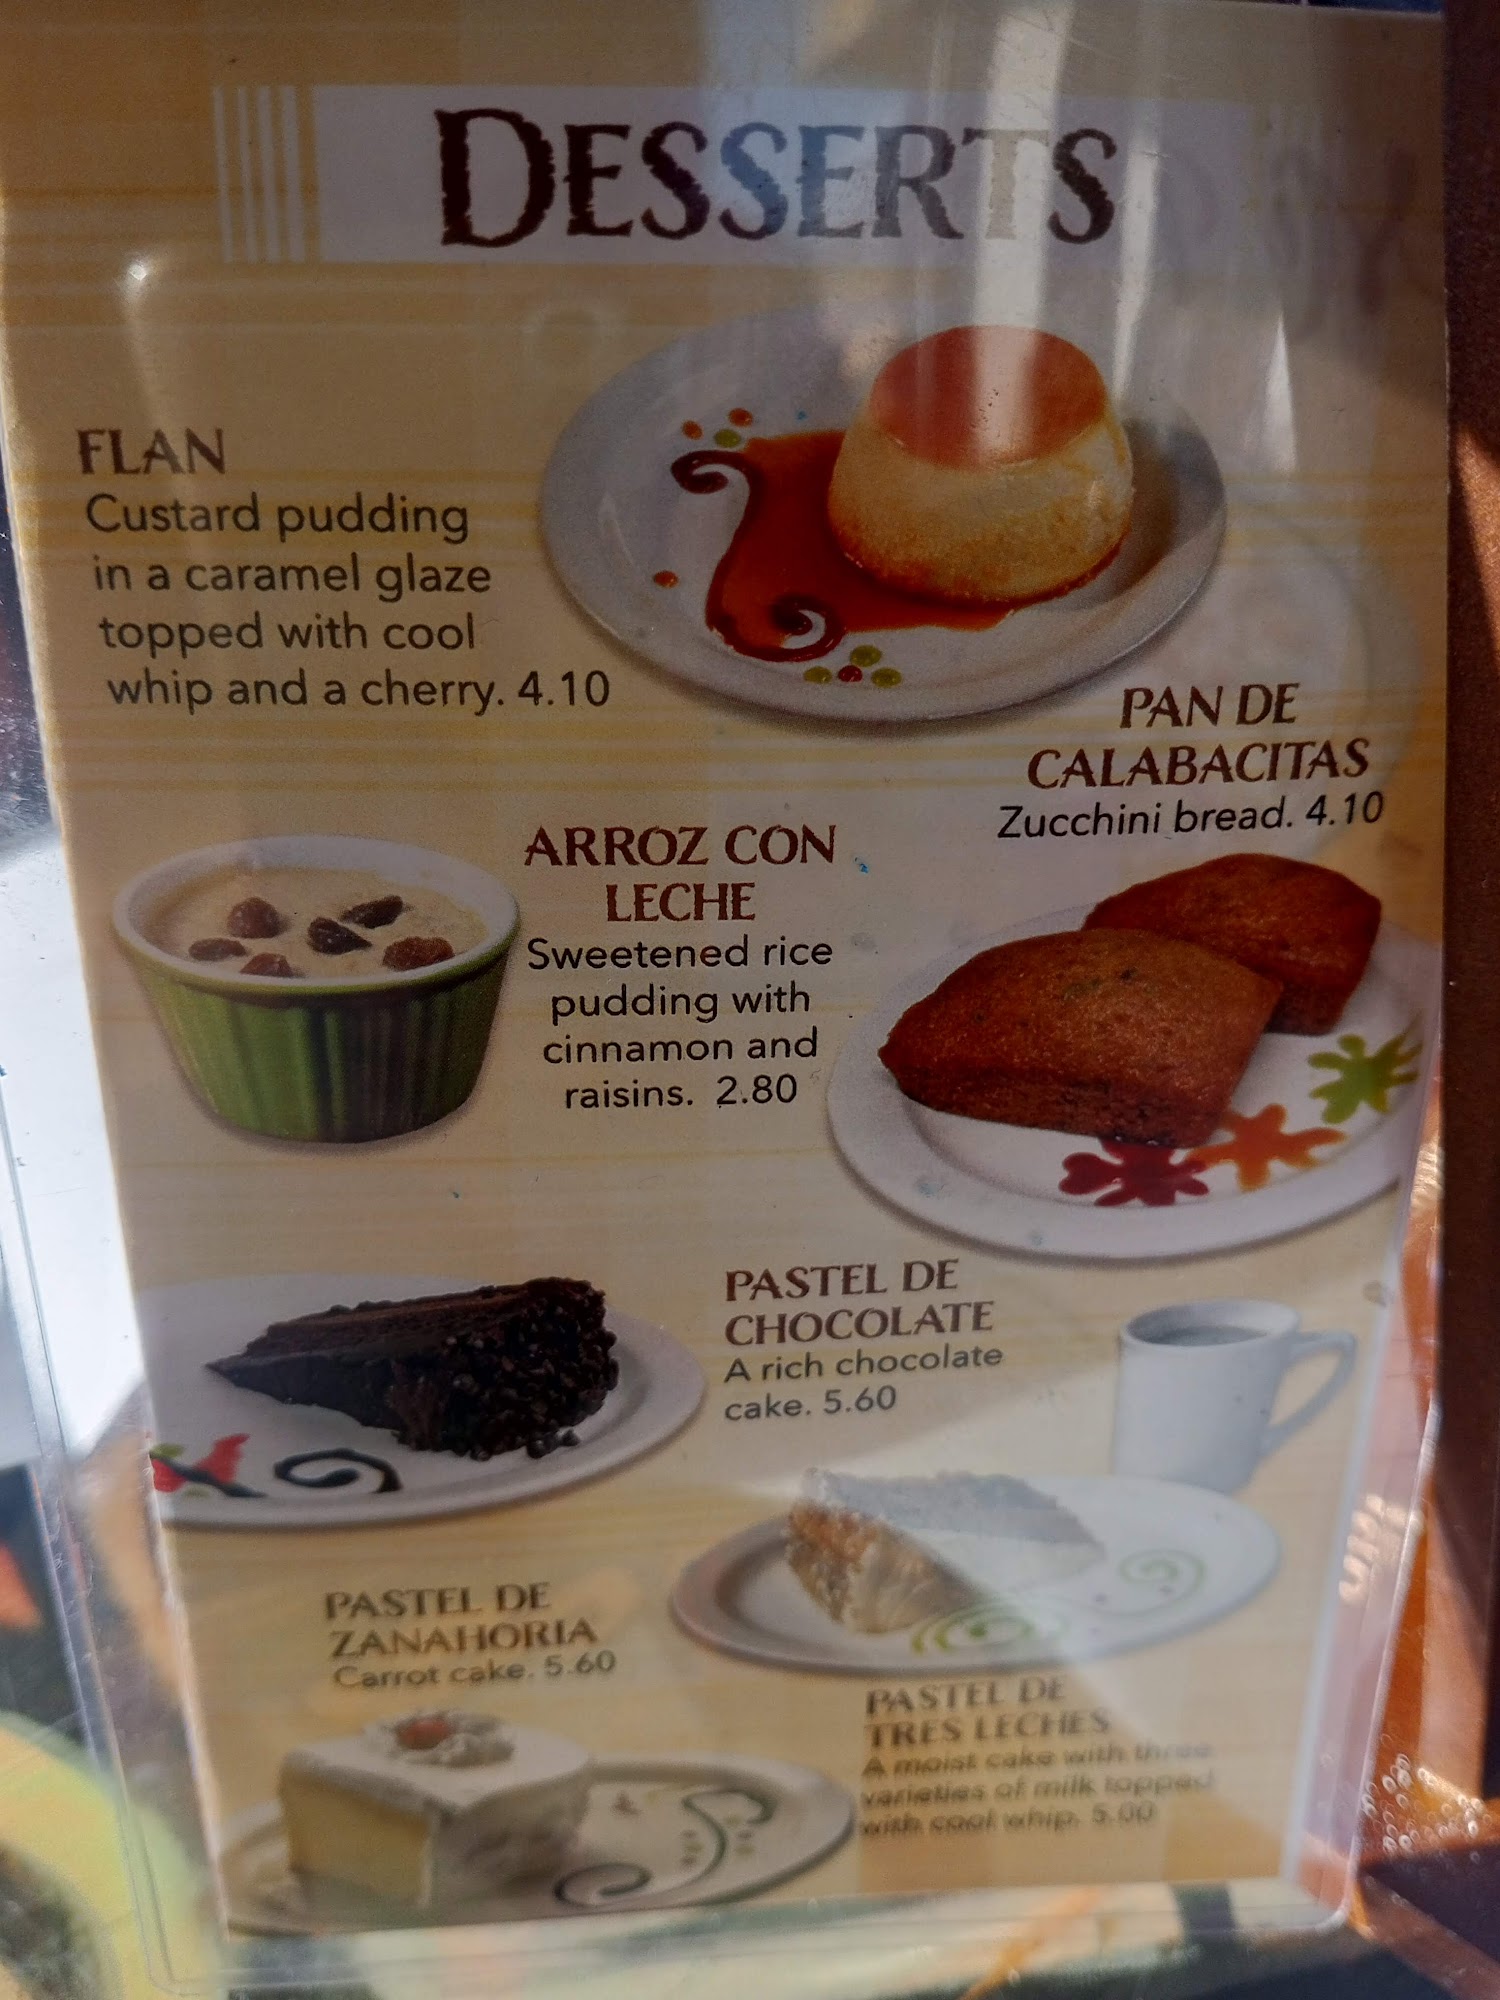 DESSERTS
FLAN
Custard pudding
in a caramel glaze
topped with cool
whip and a cherry. 4.10
PAN DE
CALABACITAS
Zucchini bread. 4.10
ARROZ CON
LECHE
Sweetened rice
pudding with
cinnamon and
raisins. 2.80
PASTEL DE
CHOCOLATE
A rich chocolate
cake. 5.60
PASTEL DE
ZANAHORIA
Carrot cake. 5.60
PASTEL DE
TRES LECHES
A moist cake with three
varieties of milk topped
with cool whip. 5.00